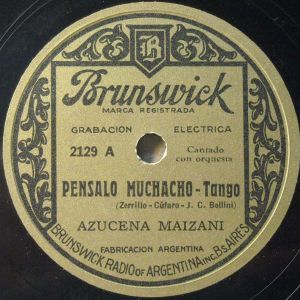 B
Brunswick
MARCA REGISTRADA
GRABACION ELECTRICA
2129 A Cantado
con orquesta
PENSALO MUCHACHO - Tango
(Zerrillo - Cúfaro - J. C. Bellini)
AZUCENA MAIZANI
FABRICACION ARGENTINA
BRUNSWICK RADIO OF ARGENTINA INC. Bs. AIRES